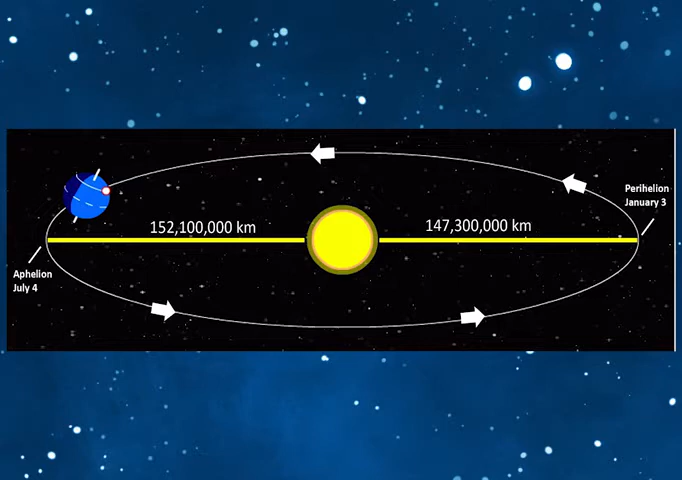 Perihelion
January 3
152,100,000 km
147,300,000 km
Aphelion
July 4